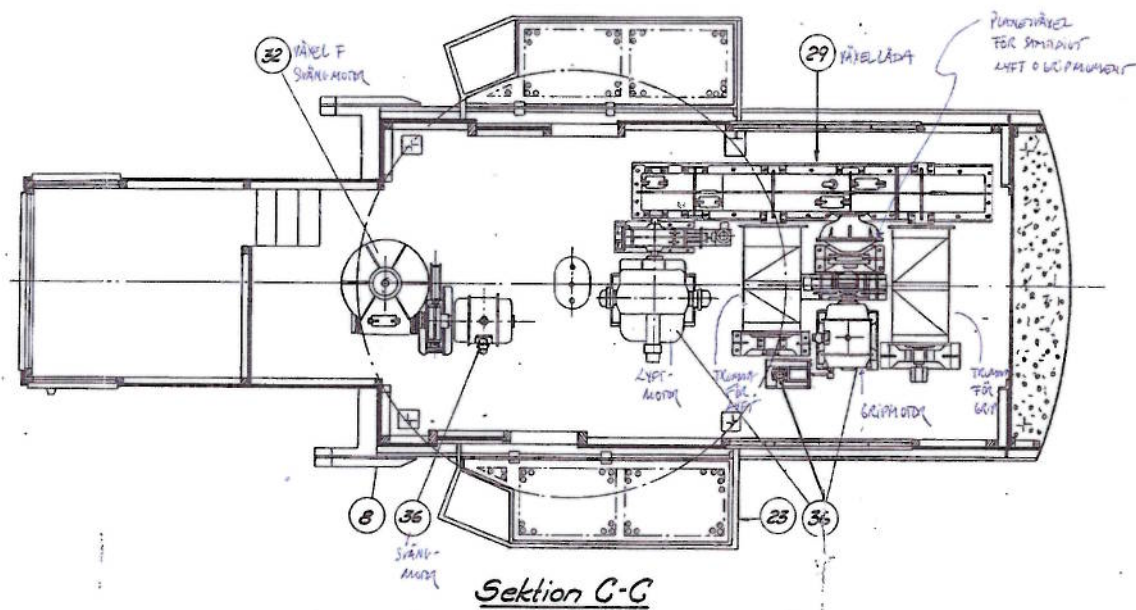 32 VÄXEL F
SVÄNGMOTOR
29 VÄXELLÅDA
PLANETVÄXEL
FÖR SAMTIDIGT
LYFT O GRIPMOMENT
LYFT-
MOTOR
TRUMMA
FÖR
LYFT
GRIPMOTOR
TRUMMA
FÖR
GRIP
8
36
23
36
SVÄNG-
MOTOR
Sektion C-C